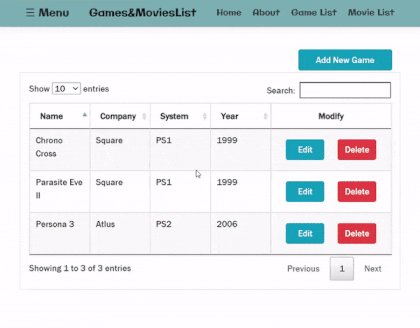 ☰ Menu Games&MoviesList Home About Game List Movie List
Add New Game
Show 10 entries Search:
Name Company System Year Modify
Chrono Cross Square PS1 1999 Edit Delete
Parasite Eve II Square PS1 1999 Edit Delete
Persona 3 Atlus PS2 2006 Edit Delete
Showing 1 to 3 of 3 entries Previous 1 Next